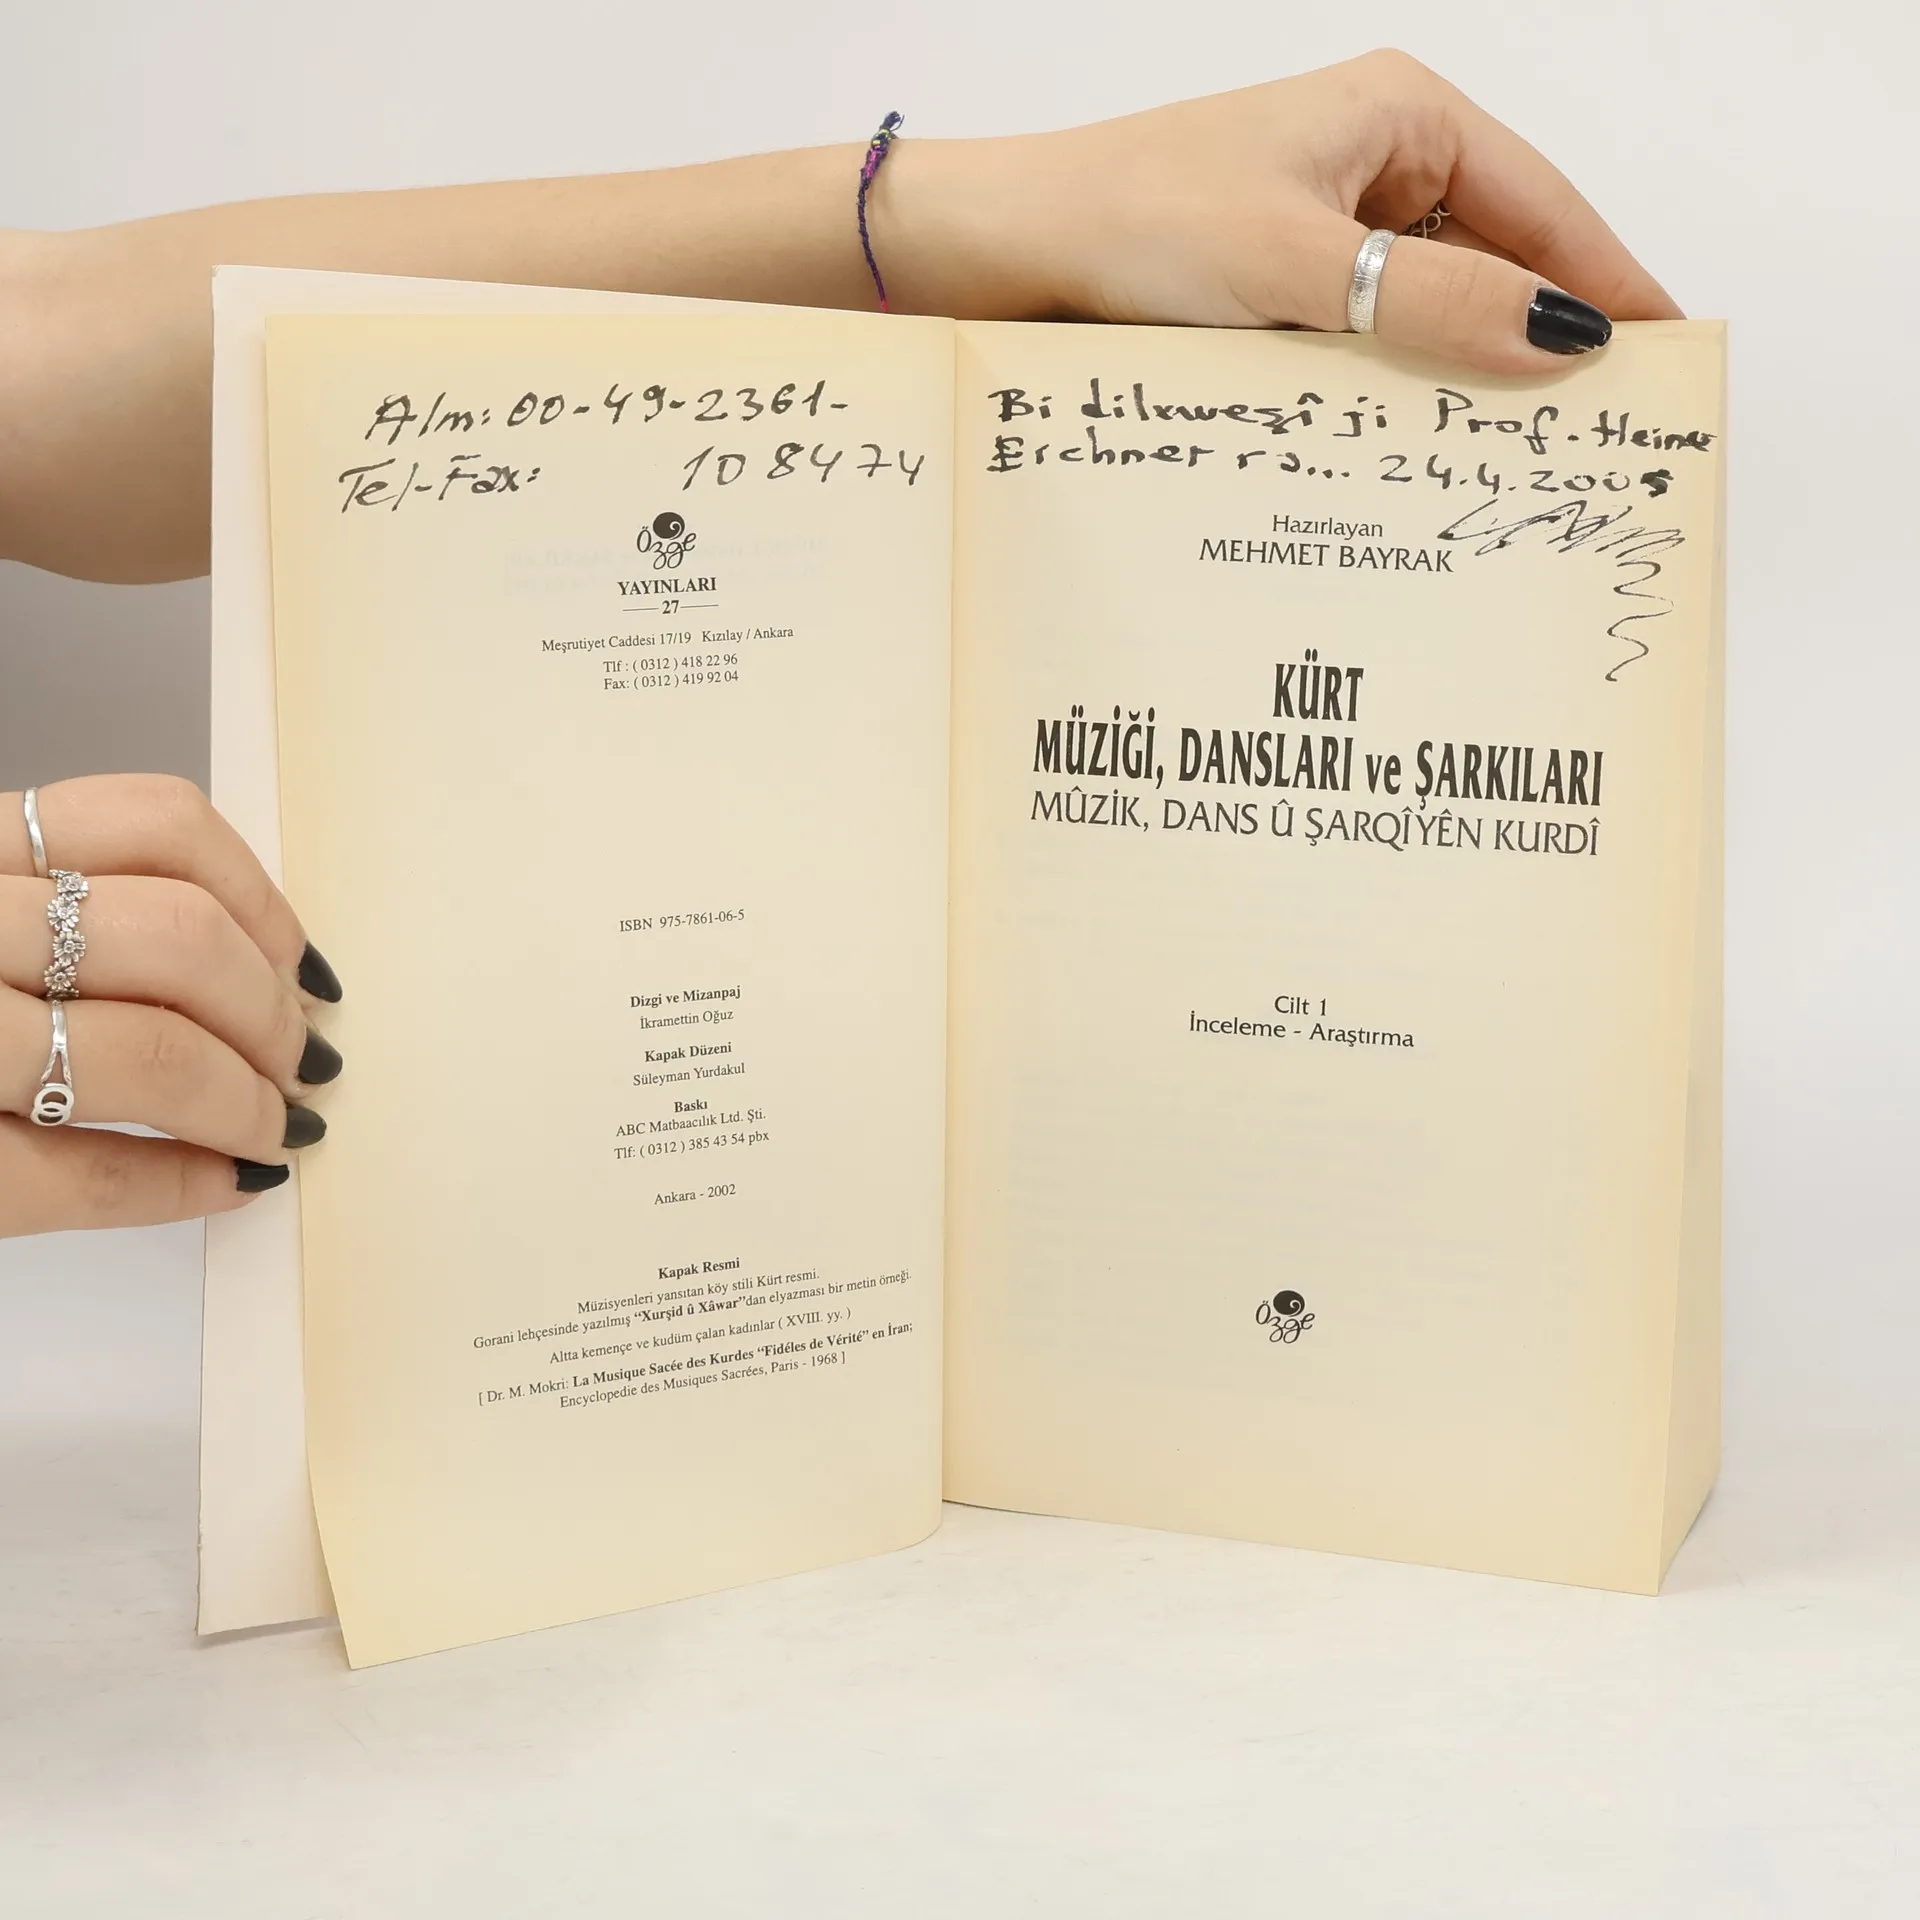 Alm: 00-49-2361-
Tel-Fax: 108474
Özge
YAYINLARI
27
Meşrutiyet Caddesi 17/19 Kızılay / Ankara
Tlf : ( 0312 ) 418 22 96
Fax: ( 0312 ) 419 92 04
ISBN 975-7861-06-5
Dizgi ve Mizanpaj
İkramettin Oğuz
Kapak Düzeni
Süleyman Yurdakul
Baskı
ABC Matbaacılık Ltd. Şti.
Tlf: ( 0312 ) 385 43 54 pbx
Ankara - 2002
Kapak Resmi
Müzisyenleri yansıtan köy stili Kürt resmi.
Gorani lehçesinde yazılmış “Xurşid û Xâwar”dan elyazması bir metin örneği.
Altta kemençe ve kudüm çalan kadınlar ( XVIII. yy. )
[ Dr. M. Mokri: La Musique Sacée des Kurdes “Fidéles de Vérité” en İran;
Encyclopedie des Musiques Sacrées, Paris - 1968 ]
Bi dilxweşî ji Prof. Heiner
Eichner ra... 24.4.2005
Hazırlayan
MEHMET BAYRAK
KÜRT
MÜZİĞİ, DANSLARI ve ŞARKILARI
MÛZİK, DANS Û ŞARQÎYÊN KURDÎ
Cilt 1
İnceleme - Araştırma
Özge